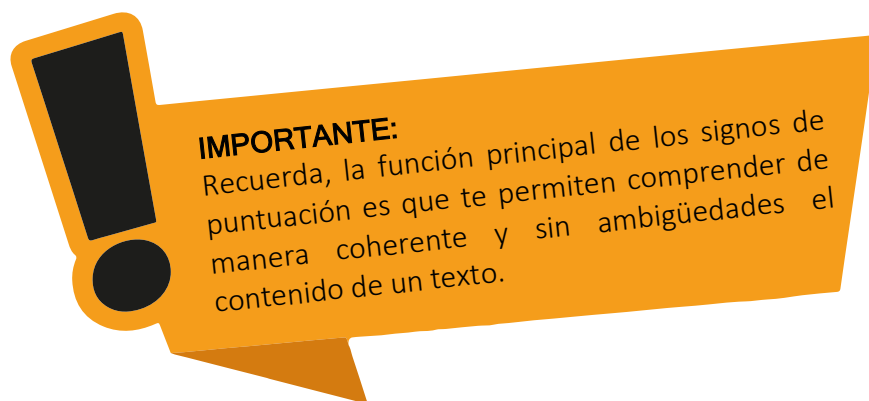 IMPORTANTE:
Recuerda, la función principal de los signos de
puntuación es que te permiten comprender de
manera coherente y sin ambigüedades el
contenido de un texto.